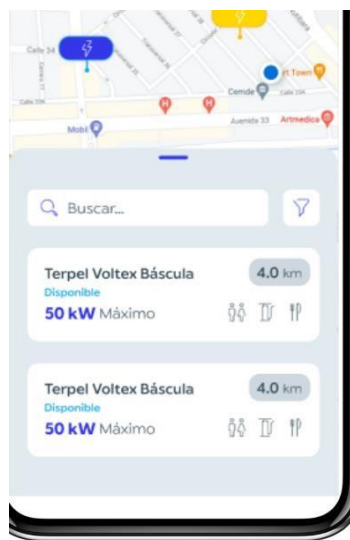 Calle 34
rt Town
Cemde
Calle 33A
Mobil
Avenida 33
Artmedica
Buscar...
Terpel Voltex Báscula
4.0 km
Disponible
50 kW Máximo
Terpel Voltex Báscula
4.0 km
Disponible
50 kW Máximo